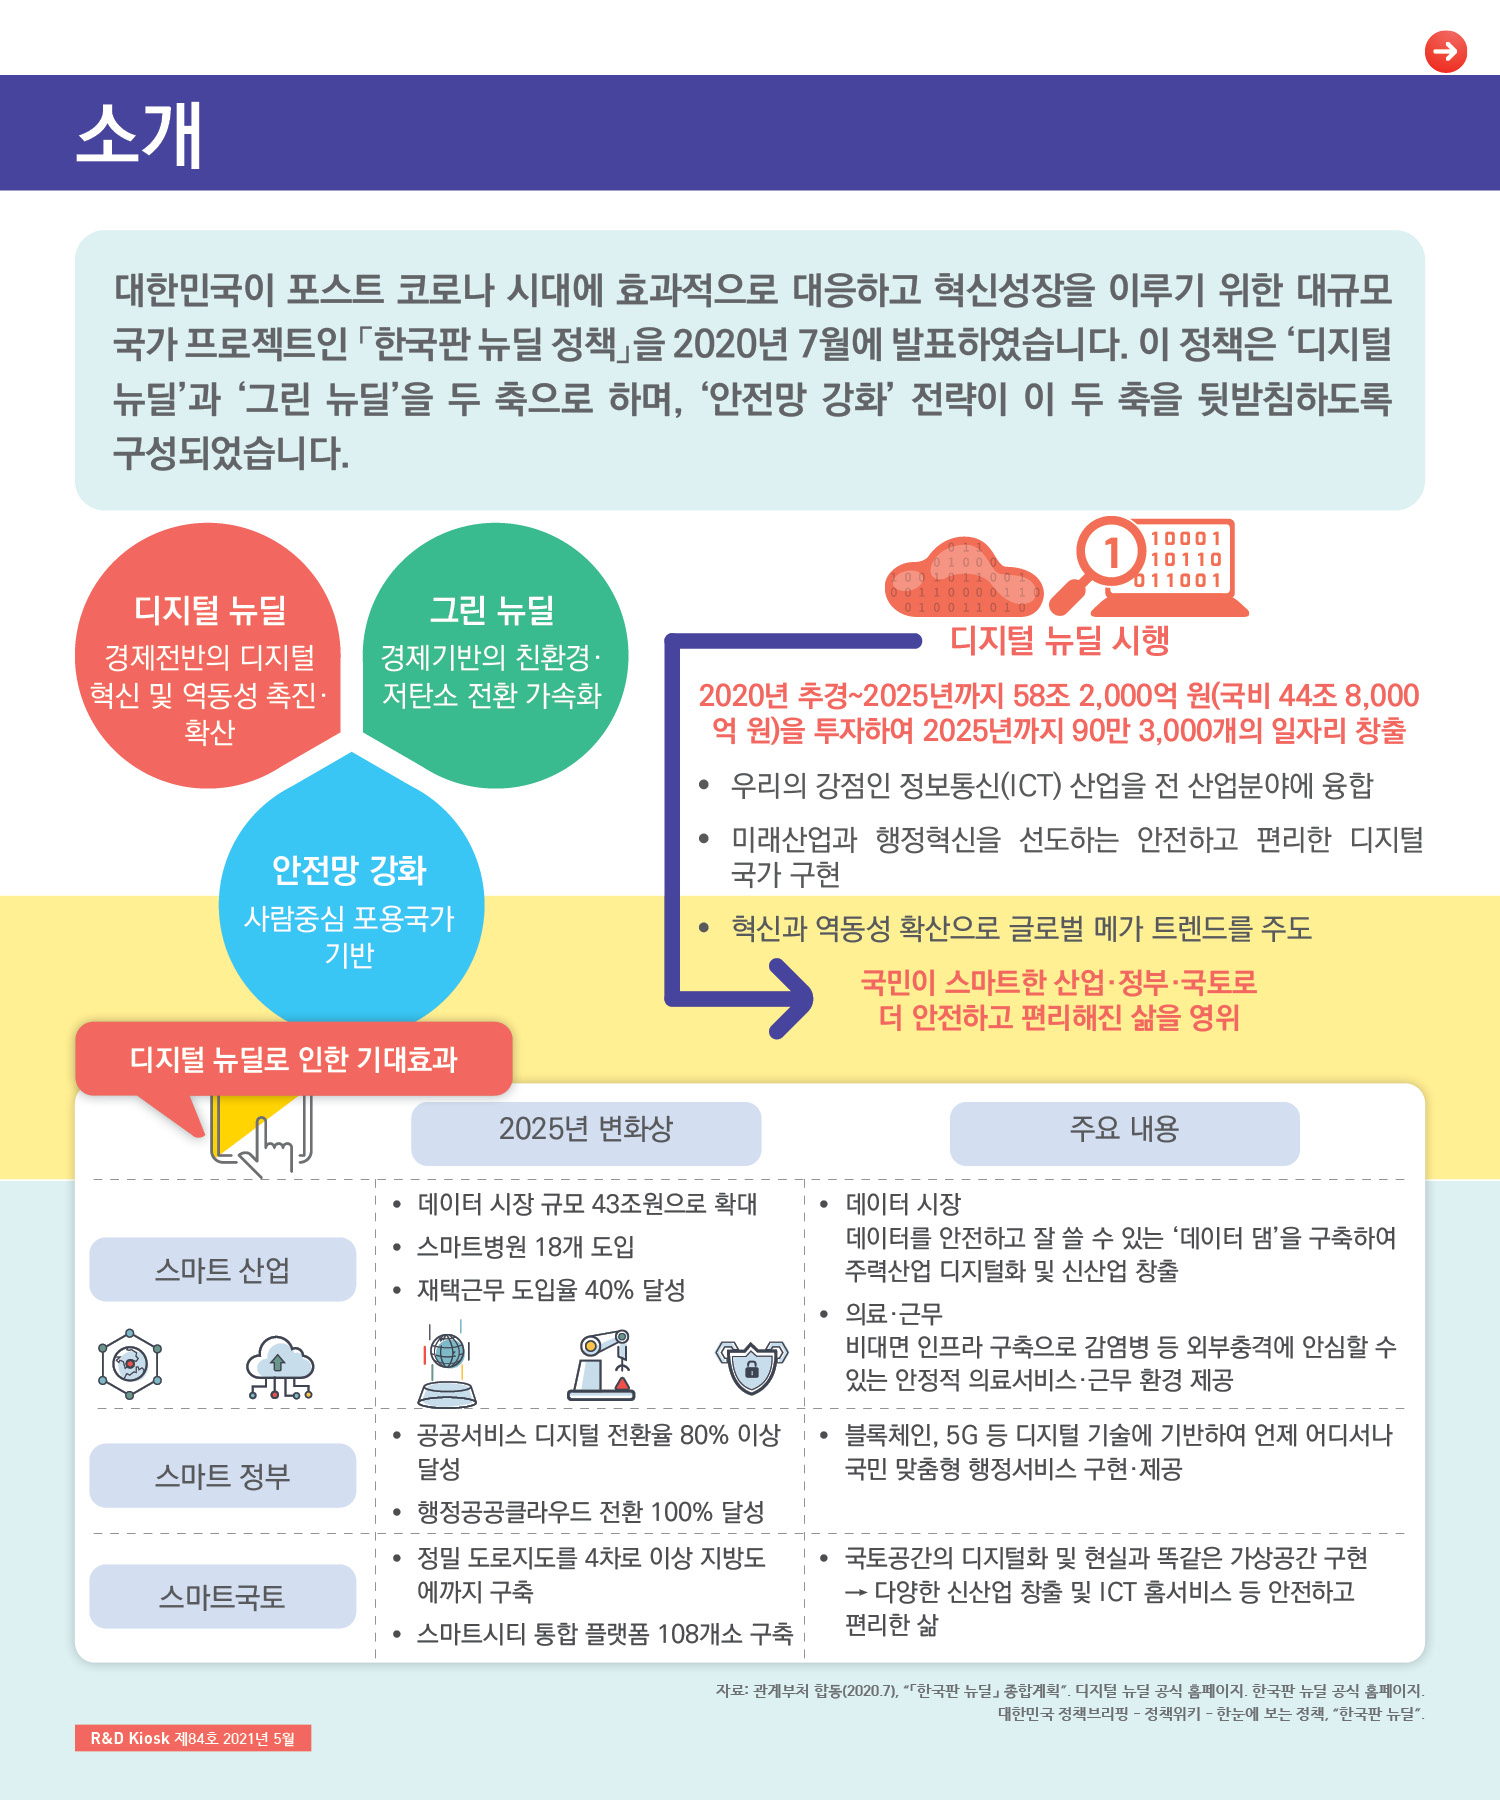 소개
대한민국이 포스트 코로나 시대에 효과적으로 대응하고 혁신성장을 이루기 위한 대규모
국가 프로젝트인 「한국판 뉴딜 정책」을 2020년 7월에 발표하였습니다. 이 정책은 ‘디지털
뉴딜’과 ‘그린 뉴딜’을 두 축으로 하며, ‘안전망 강화’ 전략이 이 두 축을 뒷받침하도록
구성되었습니다.
디지털 뉴딜
경제전반의 디지털
혁신 및 역동성 촉진·
확산
그린 뉴딜
경제기반의 친환경·
저탄소 전환 가속화
안전망 강화
사람중심 포용국가
기반
1
10001
10110
011001
디지털 뉴딜 시행
2020년 추경~2025년까지 58조 2,000억 원(국비 44조 8,000
억 원)을 투자하여 2025년까지 90만 3,000개의 일자리 창출
• 우리의 강점인 정보통신(ICT) 산업을 전 산업분야에 융합
• 미래산업과 행정혁신을 선도하는 안전하고 편리한 디지털
국가 구현
• 혁신과 역동성 확산으로 글로벌 메가 트렌드를 주도
국민이 스마트한 산업·정부·국토로
더 안전하고 편리해진 삶을 영위
디지털 뉴딜로 인한 기대효과
2025년 변화상
주요 내용
스마트 산업
• 데이터 시장 규모 43조원으로 확대
• 스마트병원 18개 도입
• 재택근무 도입율 40% 달성
• 데이터 시장
데이터를 안전하고 잘 쓸 수 있는 ‘데이터 댐’을 구축하여
주력산업 디지털화 및 신산업 창출
• 의료·근무
비대면 인프라 구축으로 감염병 등 외부충격에 안심할 수
있는 안정적 의료서비스·근무 환경 제공
스마트 정부
• 공공서비스 디지털 전환율 80% 이상
달성
• 행정공공클라우드 전환 100% 달성
• 블록체인, 5G 등 디지털 기술에 기반하여 언제 어디서나
국민 맞춤형 행정서비스 구현·제공
스마트국토
• 정밀 도로지도를 4차로 이상 지방도
에까지 구축
• 스마트시티 통합 플랫폼 108개소 구축
• 국토공간의 디지털화 및 현실과 똑같은 가상공간 구현
→ 다양한 신산업 창출 및 ICT 홈서비스 등 안전하고
편리한 삶
자료: 관계부처 합동(2020.7), “「한국판 뉴딜」 종합계획”. 디지털 뉴딜 공식 홈페이지. 한국판 뉴딜 공식 홈페이지.
대한민국 정책브리핑 – 정책위키 – 한눈에 보는 정책, “한국판 뉴딜”.
R&D Kiosk 제84호 2021년 5월